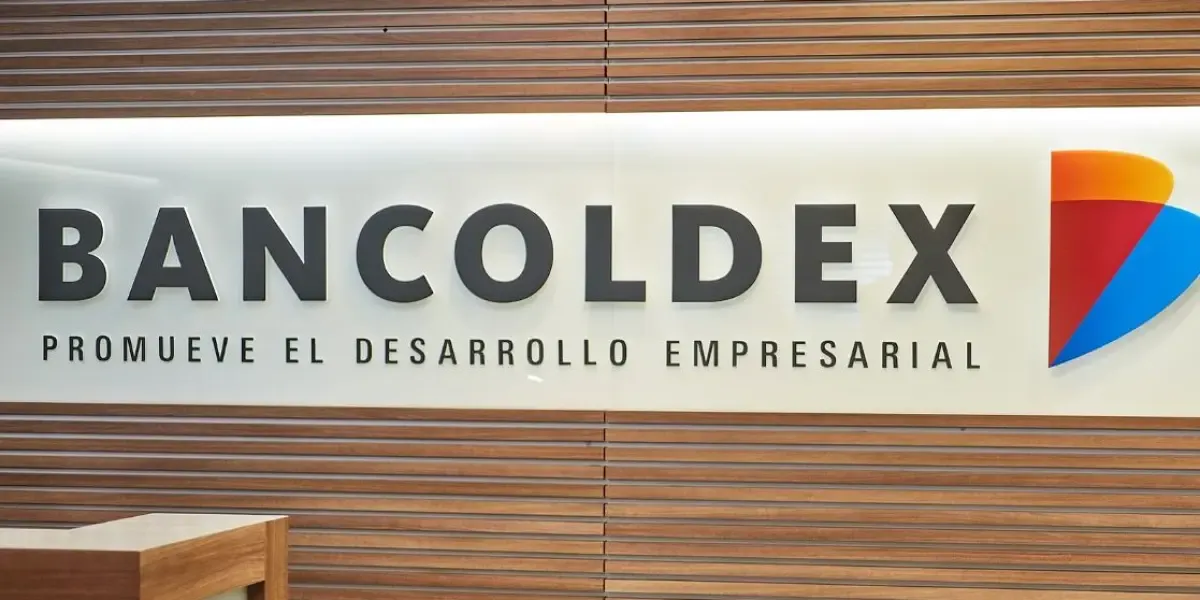 BANCOLDEX
PROMUEVE EL DESARROLLO EMPRESARIAL